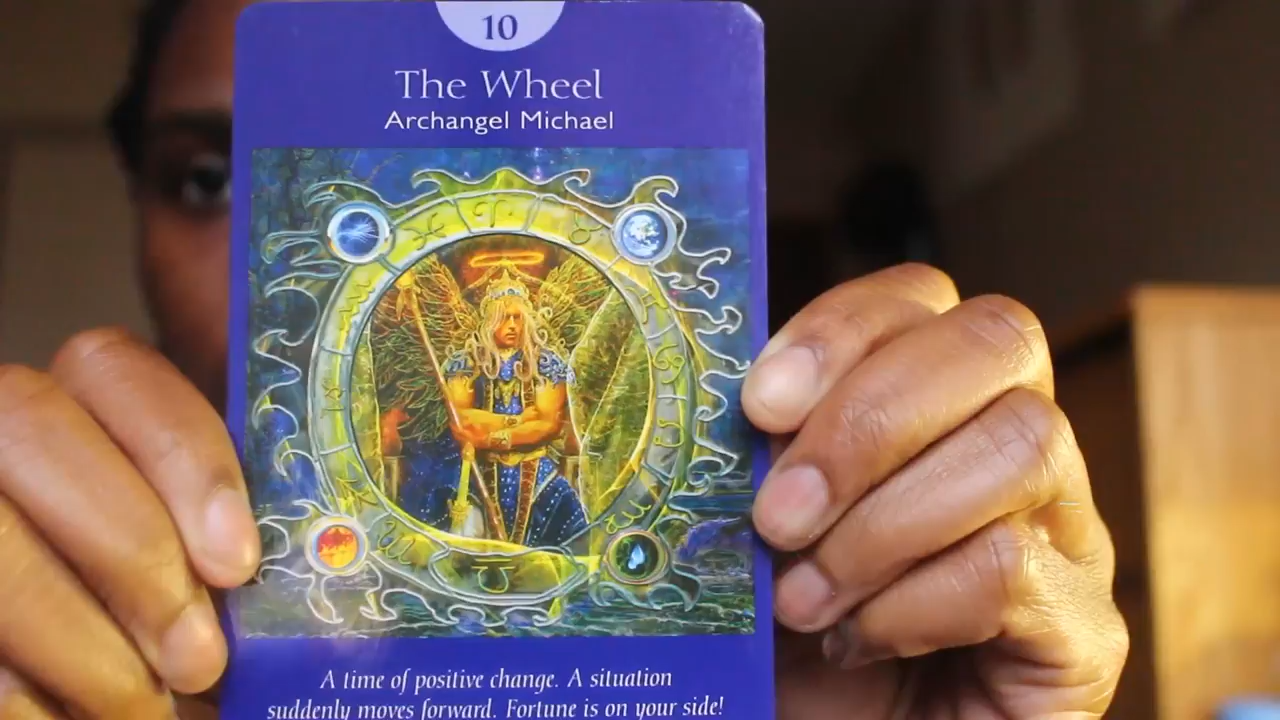 10
The Wheel
Archangel Michael
A time of positive change. A situation
suddenly moves forward. Fortune is on your side!